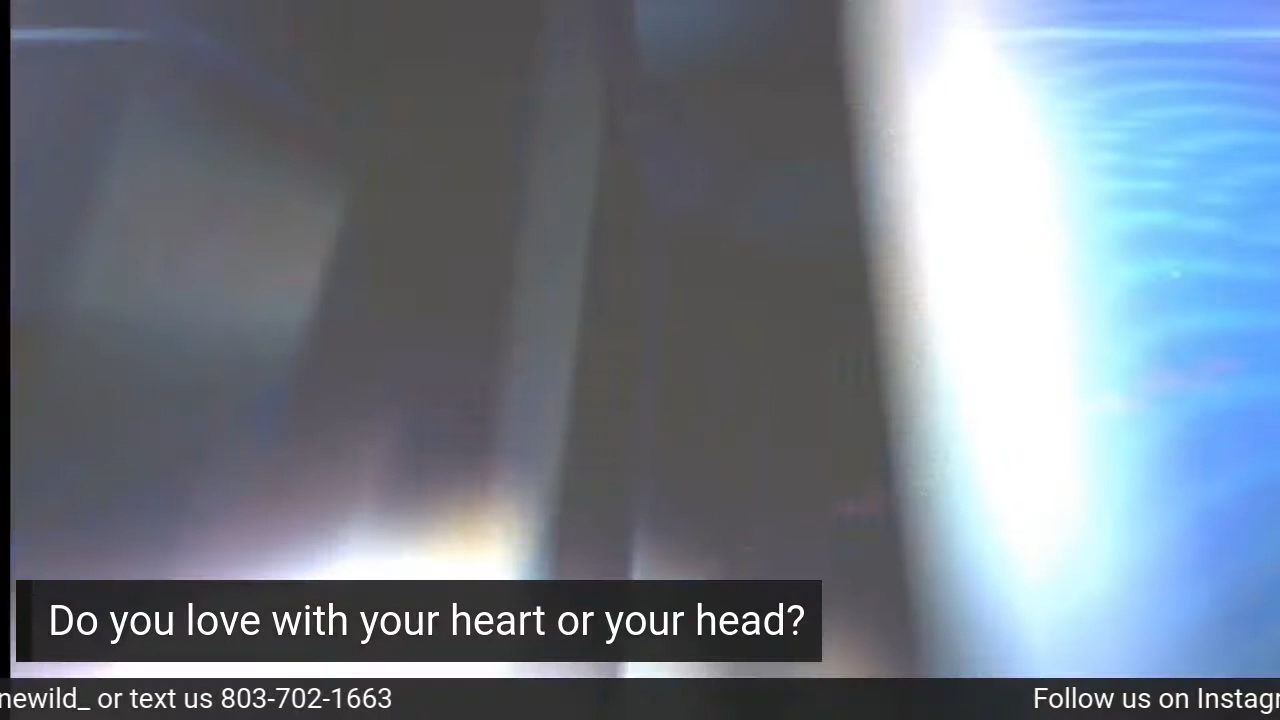 Do you love with your heart or your head?
newild_ or text us 803-702-1663
Follow us on Instagr